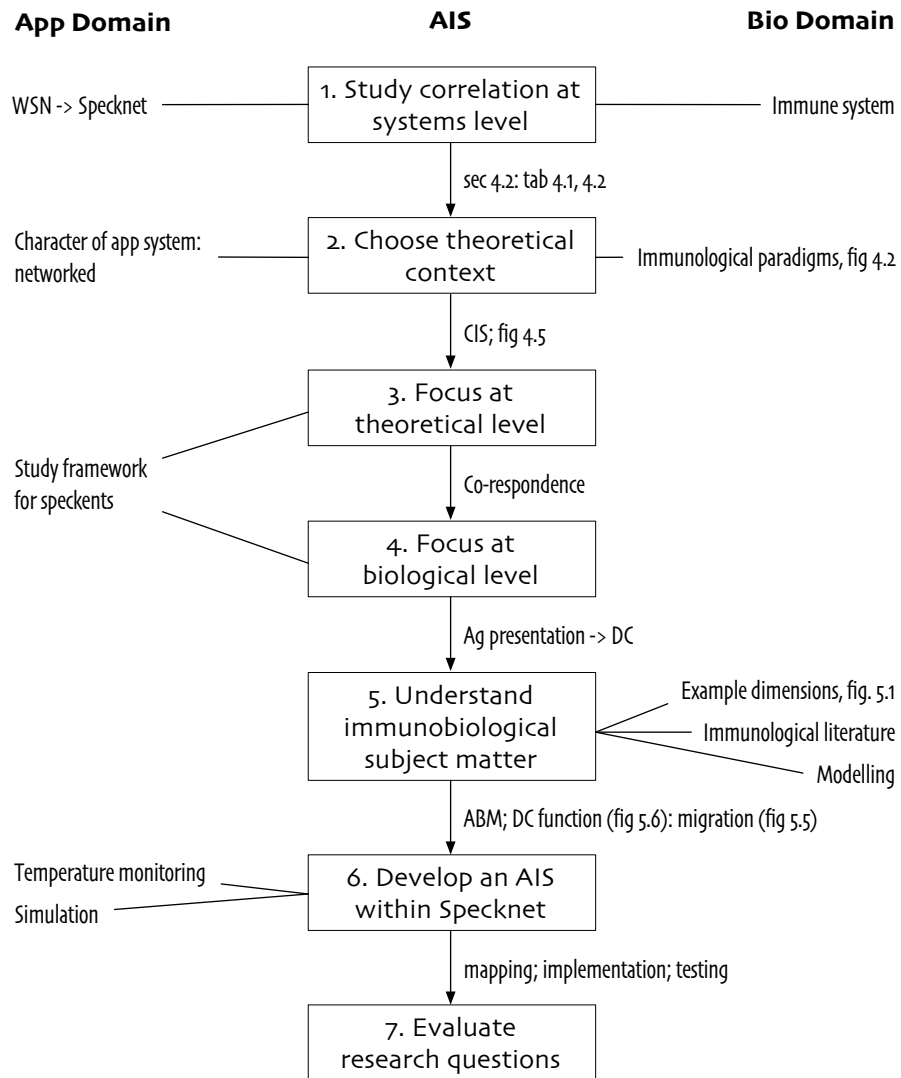 App Domain
AIS
Bio Domain
WSN -> Specknet
1. Study correlation at
systems level
Immune system
sec 4.2: tab 4.1, 4.2
Character of app system:
networked
2. Choose theoretical
context
Immunological paradigms, fig 4.2
CIS; fig 4.5
3. Focus at
theoretical level
Study framework
for speckents
Co-respondence
4. Focus at
biological level
Ag presentation -> DC
5. Understand
immunobiological
subject matter
Example dimensions, fig. 5.1
Immunological literature
Modelling
ABM; DC function (fig 5.6): migration (fig 5.5)
Temperature monitoring
Simulation
6. Develop an AIS
within Specknet
mapping; implementation; testing
7. Evaluate
research questions